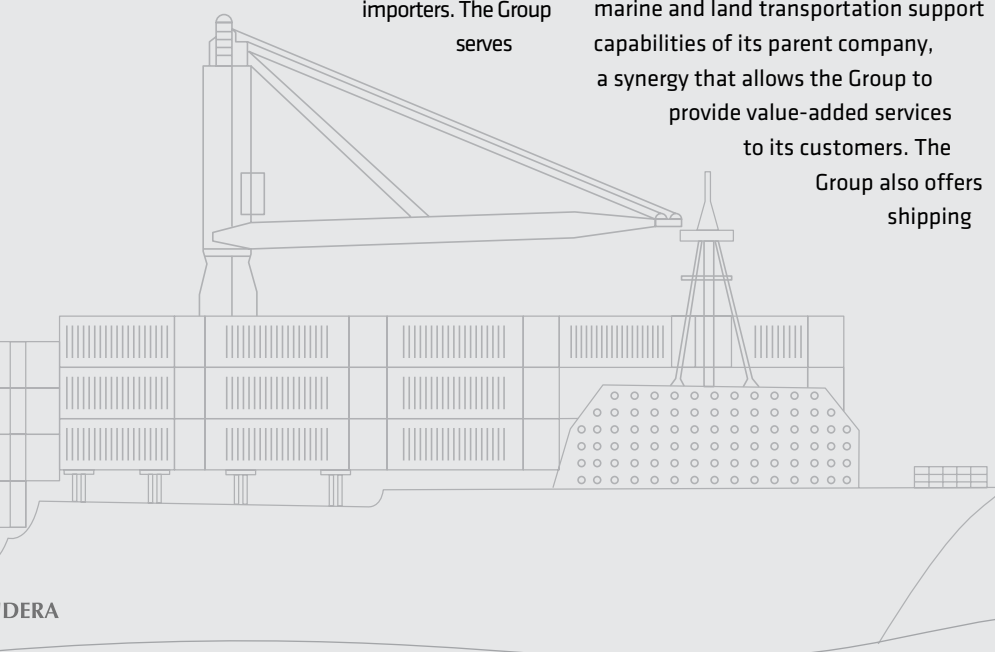 importers. The Group
serves
marine and land transportation support
capabilities of its parent company,
a synergy that allows the Group to
provide value-added services
to its customers. The
Group also offers
shipping
DERA